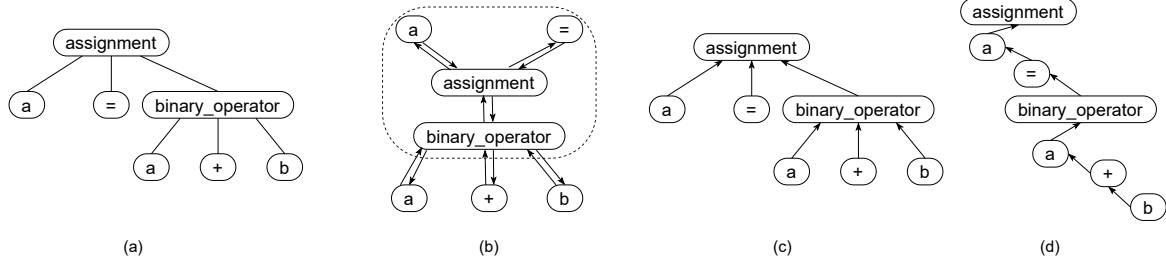 assignment
a
=
binary_operator
a
+
b
(a)
a
=
assignment
binary_operator
a
+
b
(b)
assignment
a
=
binary_operator
a
+
b
(c)
assignment
a
=
binary_operator
a
+
b
(d)